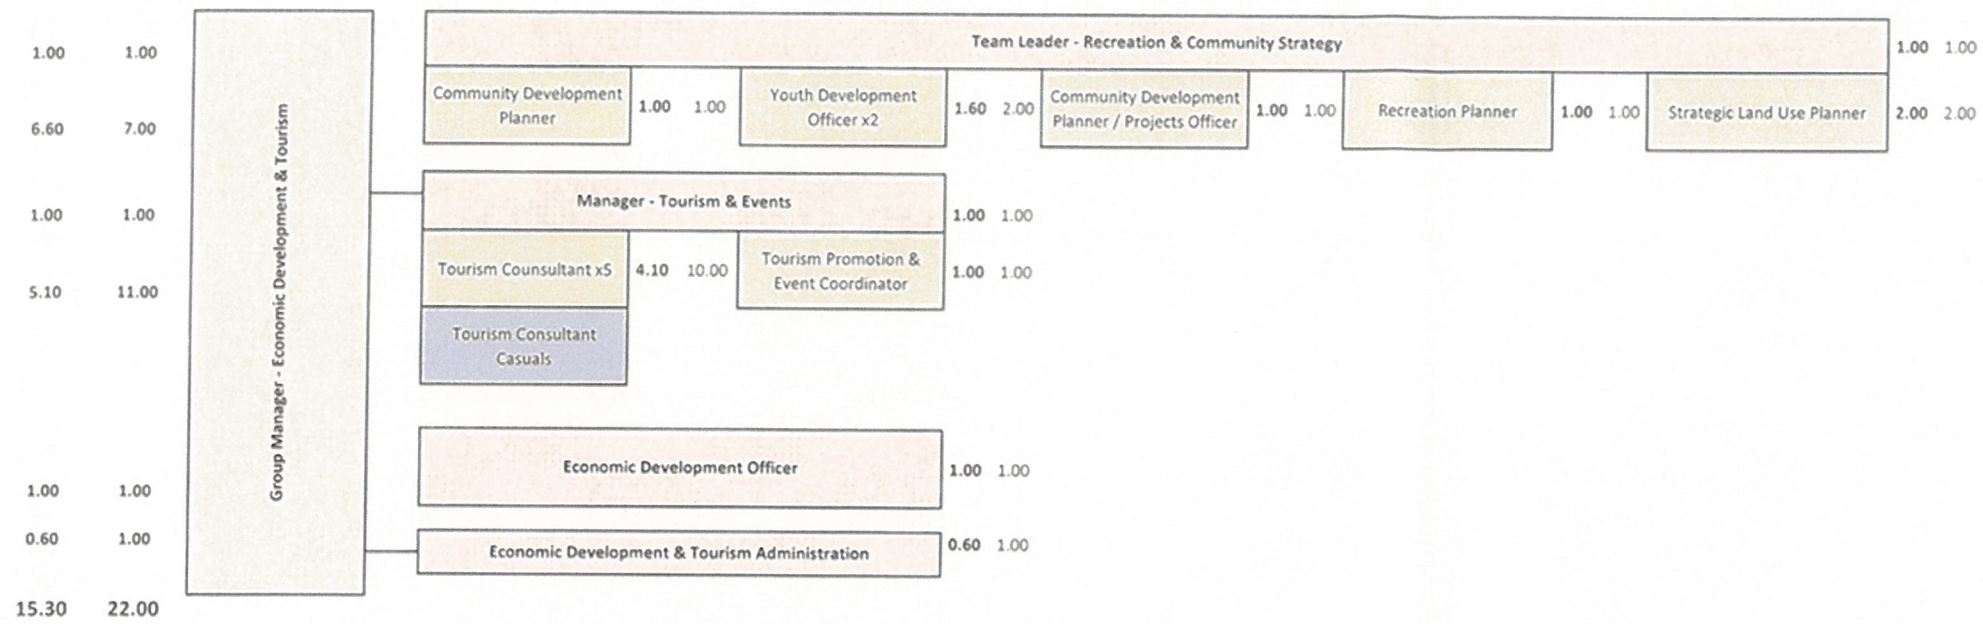 1.00 1.00
6.60 7.00
1.00 1.00
5.10 11.00
1.00 1.00
0.60 1.00
15.30 22.00
Group Manager - Economic Development & Tourism
Team Leader - Recreation & Community Strategy
1.00 1.00
Community Development
Planner
1.00 1.00
Youth Development
Officer x2
1.60 2.00
Community Development
Planner / Projects Officer
1.00 1.00
Recreation Planner
1.00 1.00
Strategic Land Use Planner
2.00 2.00
Manager - Tourism & Events
1.00 1.00
Tourism Counsultant x5
4.10 10.00
Tourism Promotion &
Event Coordinator
1.00 1.00
Tourism Consultant
Casuals
Economic Development Officer
1.00 1.00
Economic Development & Tourism Administration
0.60 1.00